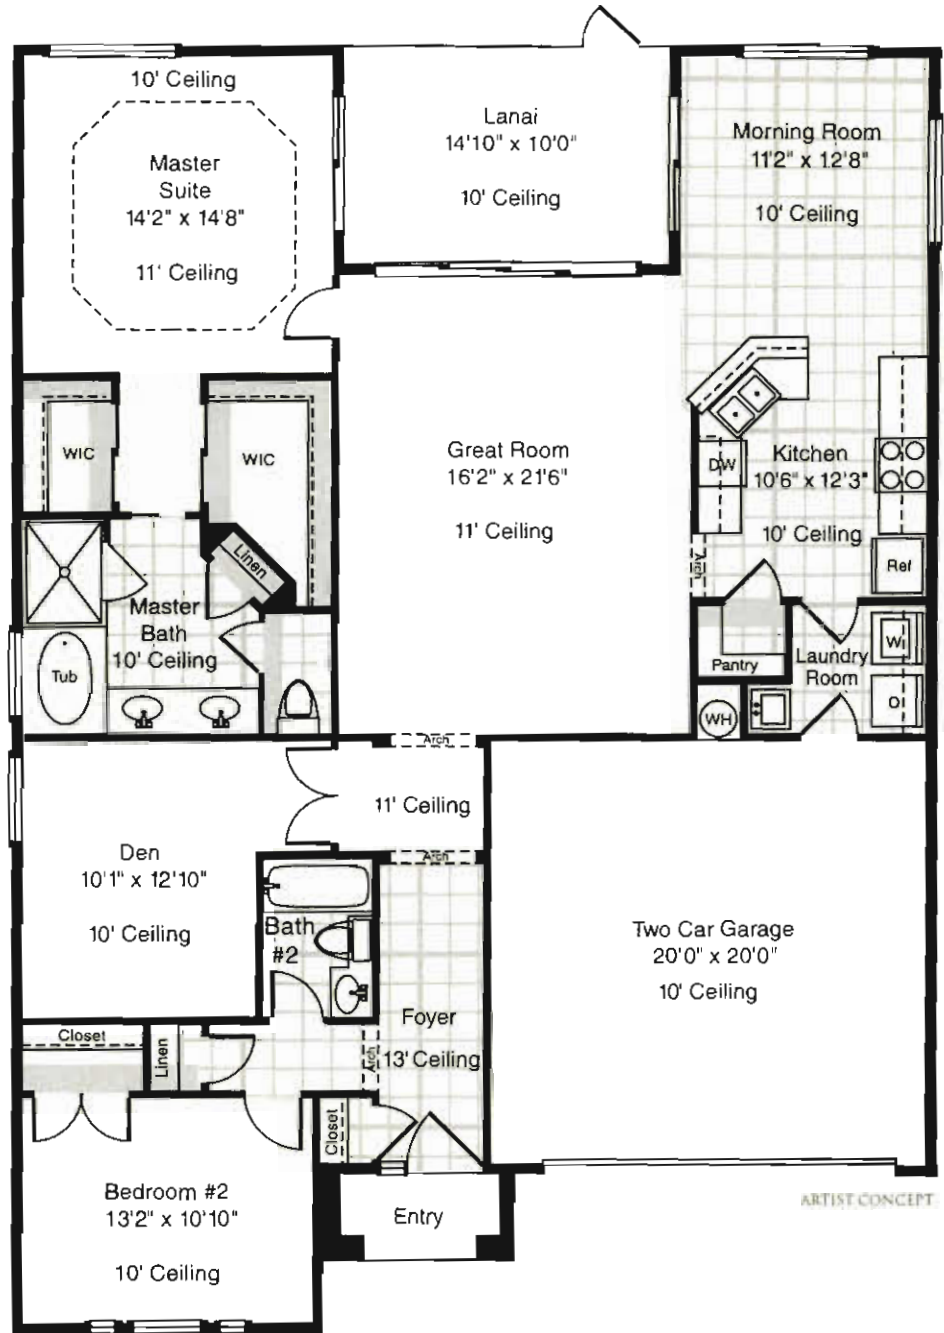 10' Ceiling
Master
Suite
14'2" x 14'8"
11' Ceiling
Lanai
14'10" x 10'0"
10' Ceiling
Morning Room
11'2" x 12'8"
10' Ceiling
WIC
WIC
Great Room
16'2" x 21'6"
11' Ceiling
DW
Kitchen
10'6" x 12'3"
10' Ceiling
Arch
Ref
Linen
Master
Bath
10' Ceiling
Tub
Pantry
Laundry
Room
W
D
WH
Arch
11' Ceiling
Arch
Den
10'1" x 12'10"
10' Ceiling
Bath
#2
Two Car Garage
20'0" x 20'0"
10' Ceiling
Foyer
13' Ceiling
Arch
Closet
Linen
Closet
Bedroom #2
13'2" x 10'10"
10' Ceiling
Entry
ARTIST CONCEPT